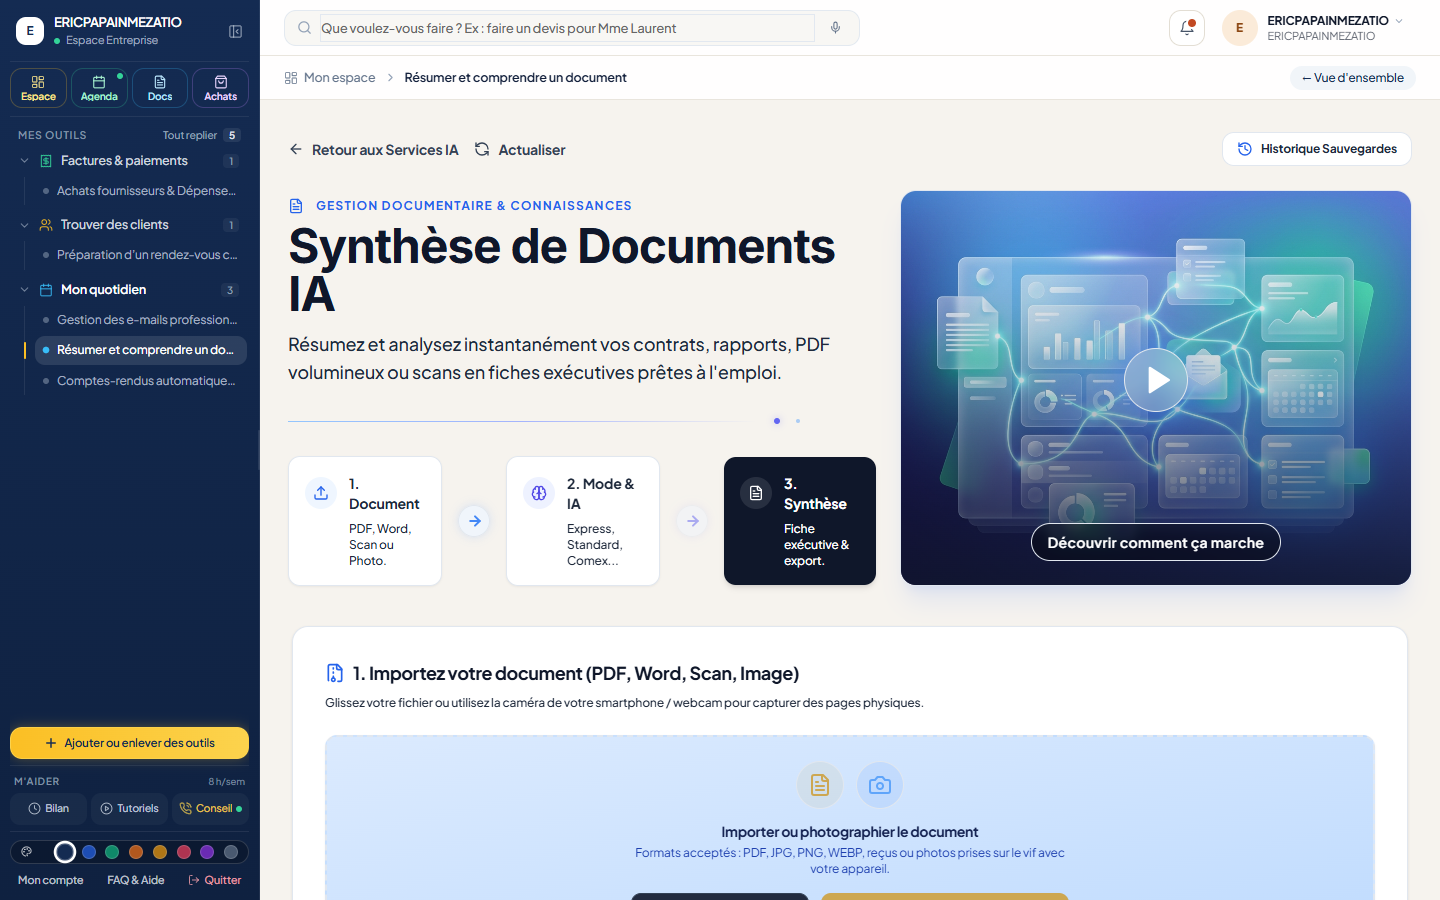 E
ERICPAPAINMEZATIO
Espace Entreprise
Espace
Agenda
Docs
Achats
MES OUTILS
Tout replier
5
Factures & paiements
1
Achats fournisseurs & Dépense...
Trouver des clients
1
Préparation d'un rendez-vous c...
Mon quotidien
3
Gestion des e-mails profession...
Résumer et comprendre un do...
Comptes-rendus automatique...
Ajouter ou enlever des outils
M'AIDER
8 h/sem
Bilan
Tutoriels
Conseil
Mon compte
FAQ & Aide
Quitter
Que voulez-vous faire ? Ex : faire un devis pour Mme Laurent
E
ERICPAPAINMEZATIO
ERICPAPAINMEZATIO
Mon espace
Résumer et comprendre un document
← Vue d'ensemble
Retour aux Services IA
Actualiser
Historique Sauvegardes
GESTION DOCUMENTAIRE & CONNAISSANCES
Synthèse de Documents
IA
Résumez et analysez instantanément vos contrats, rapports, PDF
volumineux ou scans en fiches exécutives prêtes à l'emploi.
1.
Document
PDF, Word,
Scan ou
Photo.
2. Mode &
IA
Express,
Standard,
Comex...
3.
Synthèse
Fiche
exécutive &
export.
Découvrir comment ça marche
1. Importez votre document (PDF, Word, Scan, Image)
Glissez votre fichier ou utilisez la caméra de votre smartphone / webcam pour capturer des pages physiques.
Importer ou photographier le document
Formats acceptés : PDF, JPG, PNG, WEBP, reçus ou photos prises sur le vif avec
votre appareil.